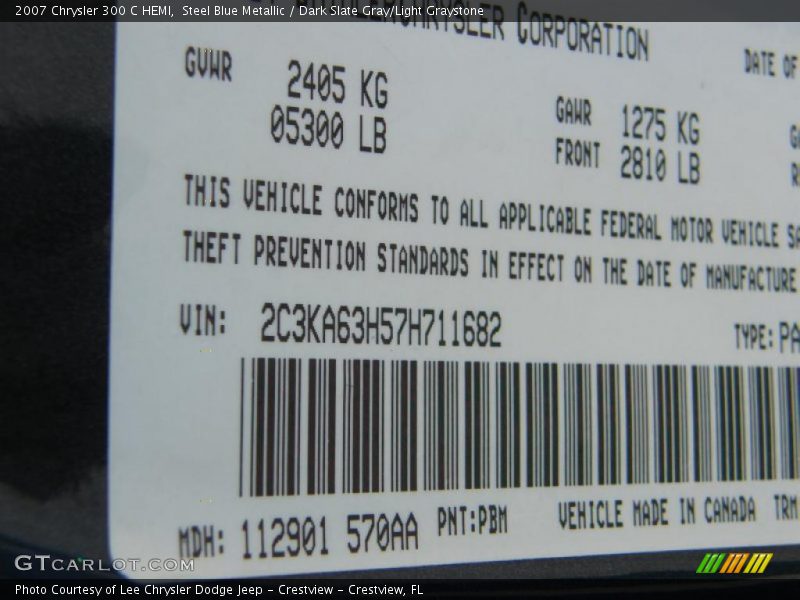 2007 Chrysler 300 C HEMI, Steel Blue Metallic / Dark Slate Gray/Light Graystone
CORPORATION
GVWR 2405 KG DATE OF
05300 LB
GAWR 1275 KG
FRONT 2810 LB
THIS VEHICLE CONFORMS TO ALL APPLICABLE FEDERAL MOTOR VEHICLE SA
THEFT PREVENTION STANDARDS IN EFFECT ON THE DATE OF MANUFACTURE
VIN: 2C3KA63H57H711682 TYPE: PA
MDH: 112901 570AA PNT:PBM VEHICLE MADE IN CANADA TRM
GTCARLOT.COM
Photo Courtesy of Lee Chrysler Dodge Jeep - Crestview - Crestview, FL